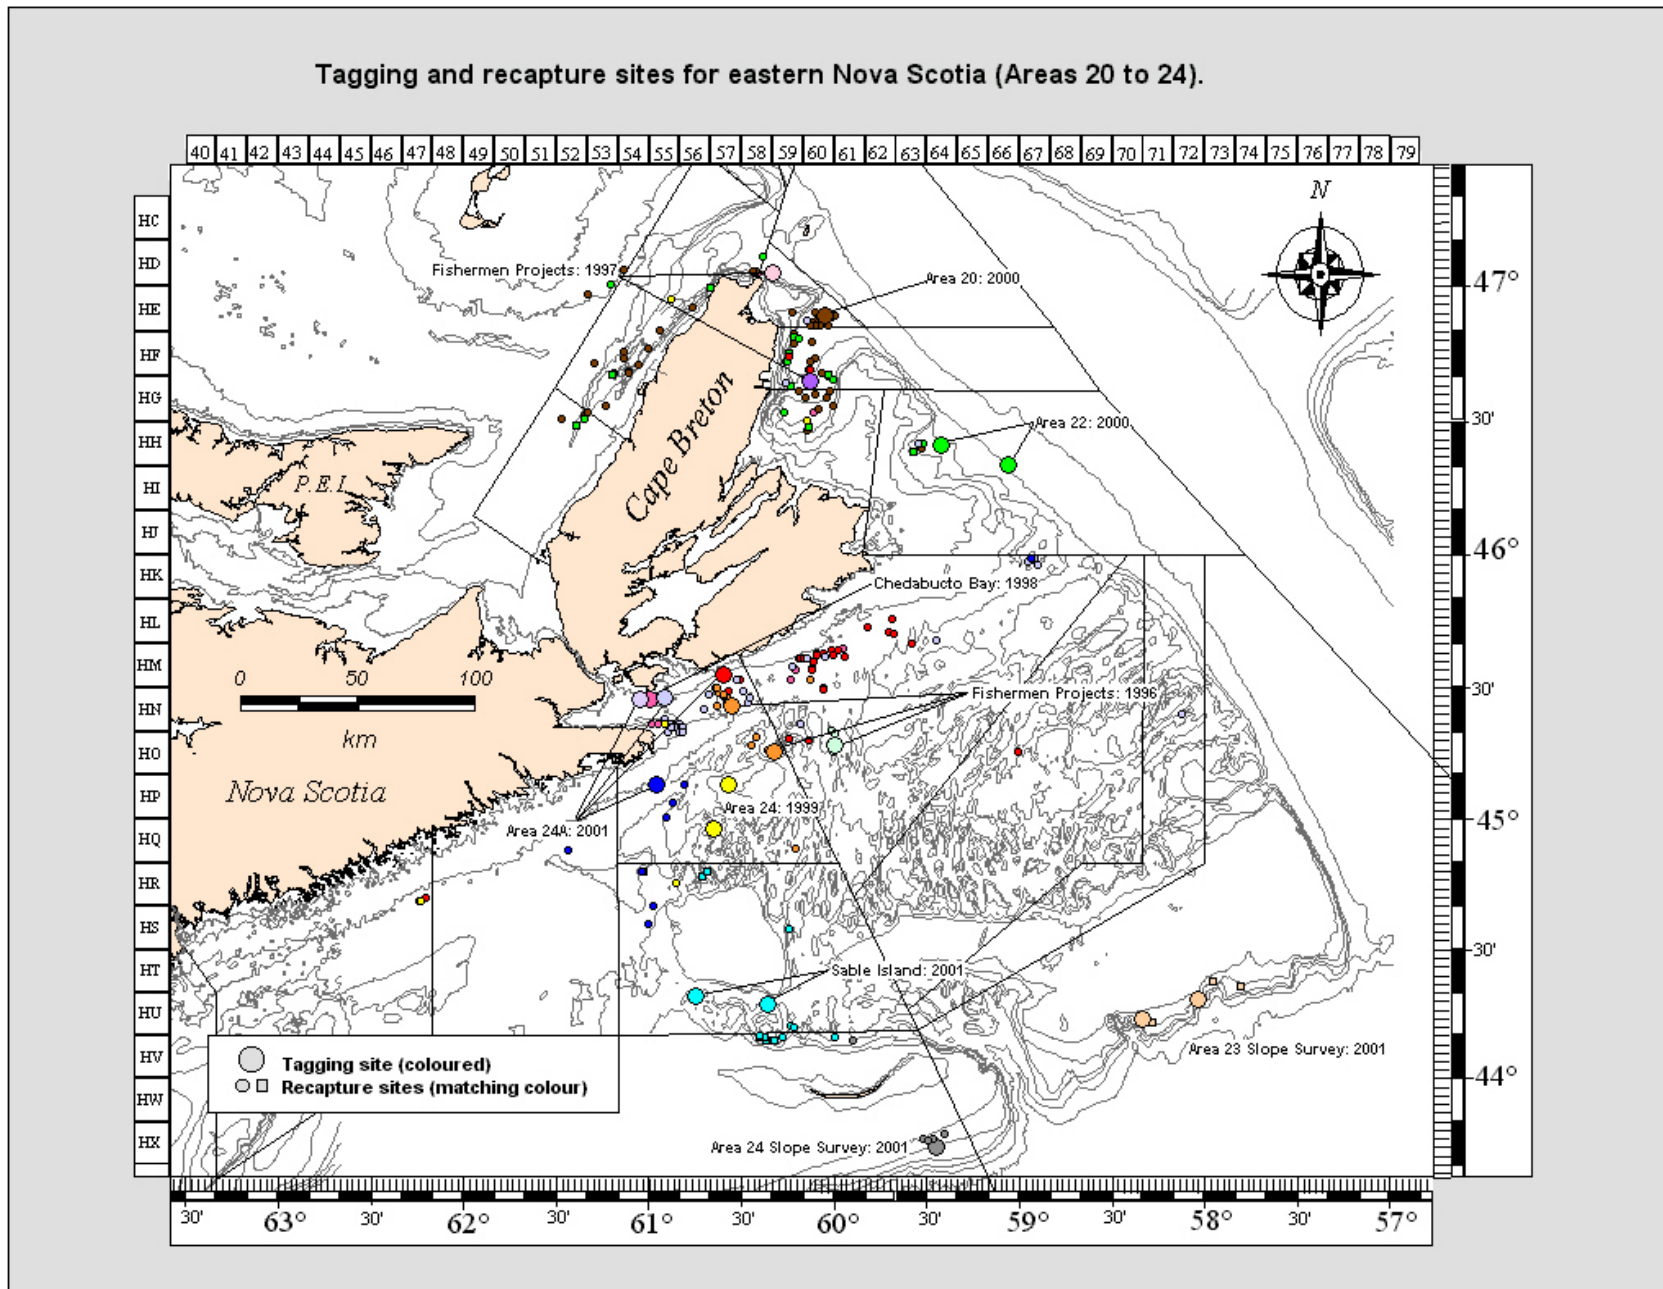 Tagging and recapture sites for eastern Nova Scotia (Areas 20 to 24).
40 41 42 43 44 45 46 47 48 49 50 51 52 53 54 55 56 57 58 59 60 61 62 63 64 65 66 67 68 69 70 71 72 73 74 75 76 77 78 79
N
HC
HD
Fishermen Projects: 1997
Area 20: 2000
47°
HE
HF
HG
Cape Breton
30'
HH
Area 22: 2000
HI
P.E.I.
HJ
46°
HK
Chedabucto Bay: 1998
HL
HM
0 50 100
km
30'
HN
Fishermen Projects: 1996
HO
Nova Scotia
HP
Area 24: 1999
45°
HQ
Area 24A: 2001
HR
HS
30'
HT
Sable Island: 2001
HU
HV
Area 23 Slope Survey: 2001
Tagging site (coloured)
Recapture sites (matching colour)
44°
HW
HX
Area 24 Slope Survey: 2001
30' 63° 30' 62° 30' 61° 30' 60° 30' 59° 30' 58° 30' 57°